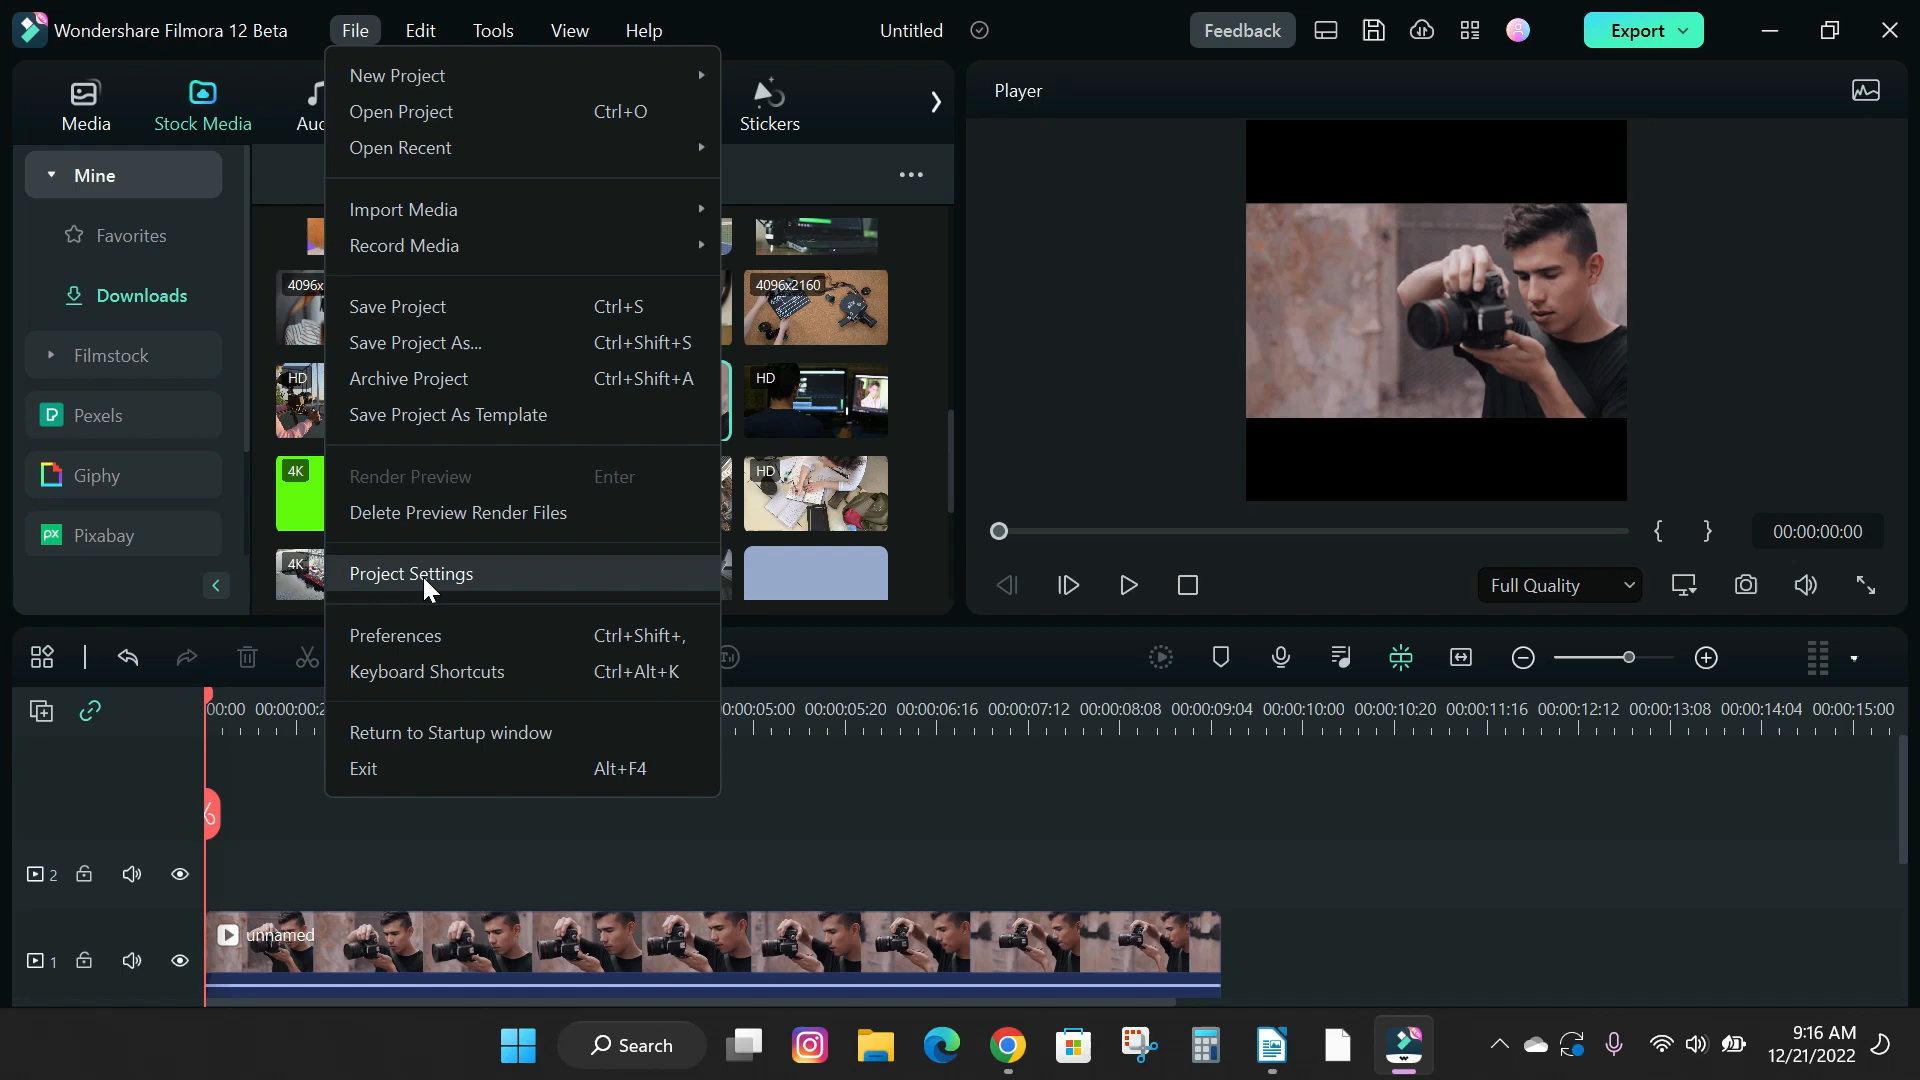 Wondershare Filmora 12 Beta
File Edit Tools View Help
Untitled
Feedback
Export
Media
Stock Media
Stickers
New Project
Open Project Ctrl+O
Open Recent
Import Media
Record Media
Save Project Ctrl+S
Save Project As... Ctrl+Shift+S
Archive Project Ctrl+Shift+A
Save Project As Template
Render Preview Enter
Delete Preview Render Files
Project Settings
Preferences Ctrl+Shift+,
Keyboard Shortcuts Ctrl+Alt+K
Return to Startup window
Exit Alt+F4
Mine
Favorites
Downloads
Filmstock
Pexels
Giphy
Pixabay
4096x2160
HD
HD
4K
HD
4K
Player
00:00:00:00
Full Quality
00:00:05:20 00:00:06:16 00:00:07:12 00:00:08:08 00:00:09:04 00:00:10:00 00:00:10:20 00:00:11:16 00:00:12:12 00:00:13:08 00:00:14:04 00:00:15:00
2
unnamed
1
Search
9:16 AM
12/21/2022